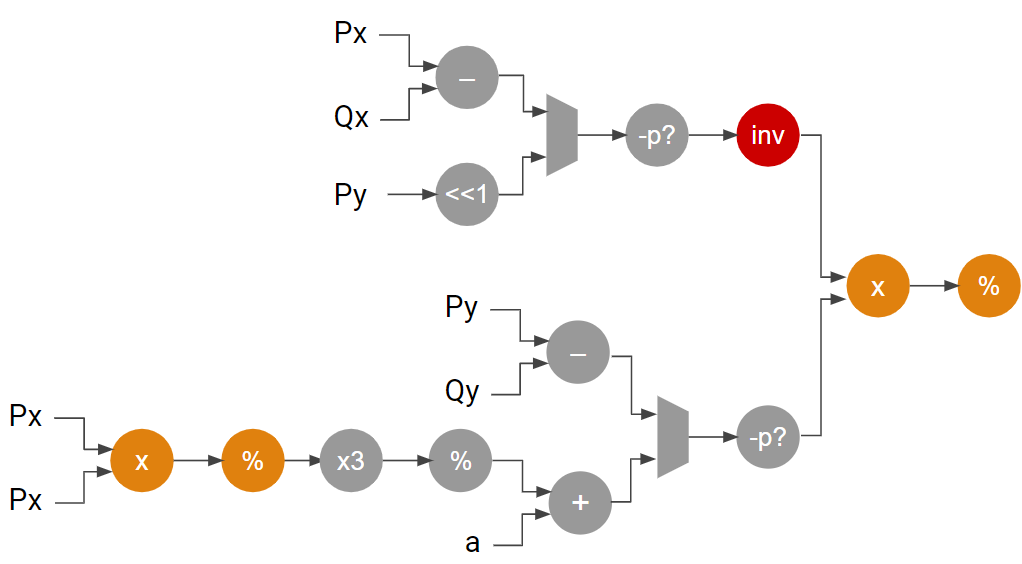 Px
–
Qx
-p?
inv
Py
<<1
x
%
Py
–
Qy
Px
-p?
x
%
x3
%
Px
+
a